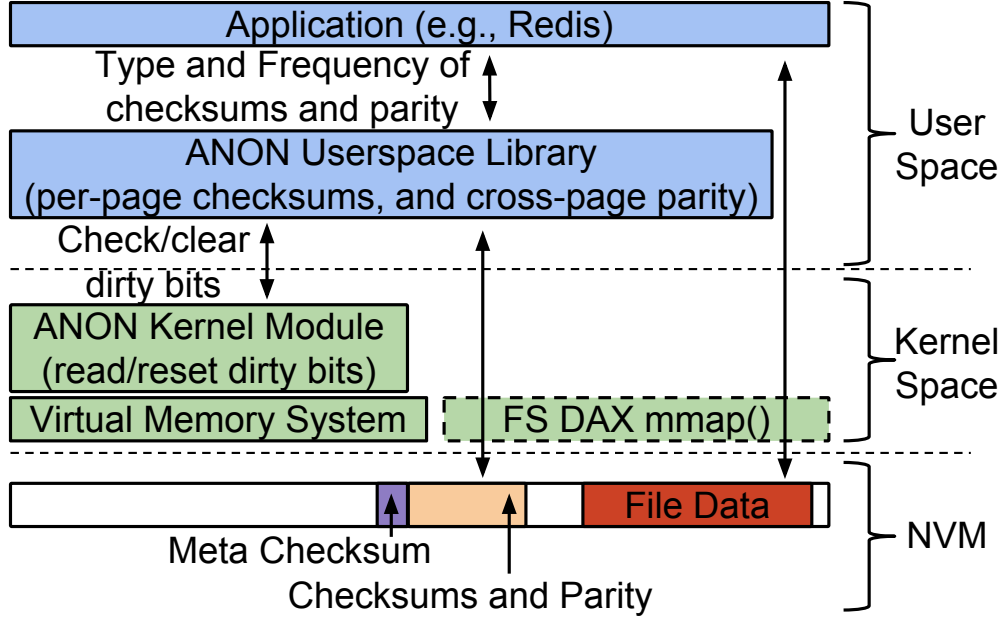 Application (e.g., Redis)
Type and Frequency of
checksums and parity
User
Space
ANON Userspace Library
(per-page checksums, and cross-page parity)
Check/clear
dirty bits
ANON Kernel Module
(read/reset dirty bits)
Kernel
Space
Virtual Memory System
FS DAX mmap()
File Data
NVM
Meta Checksum
Checksums and Parity